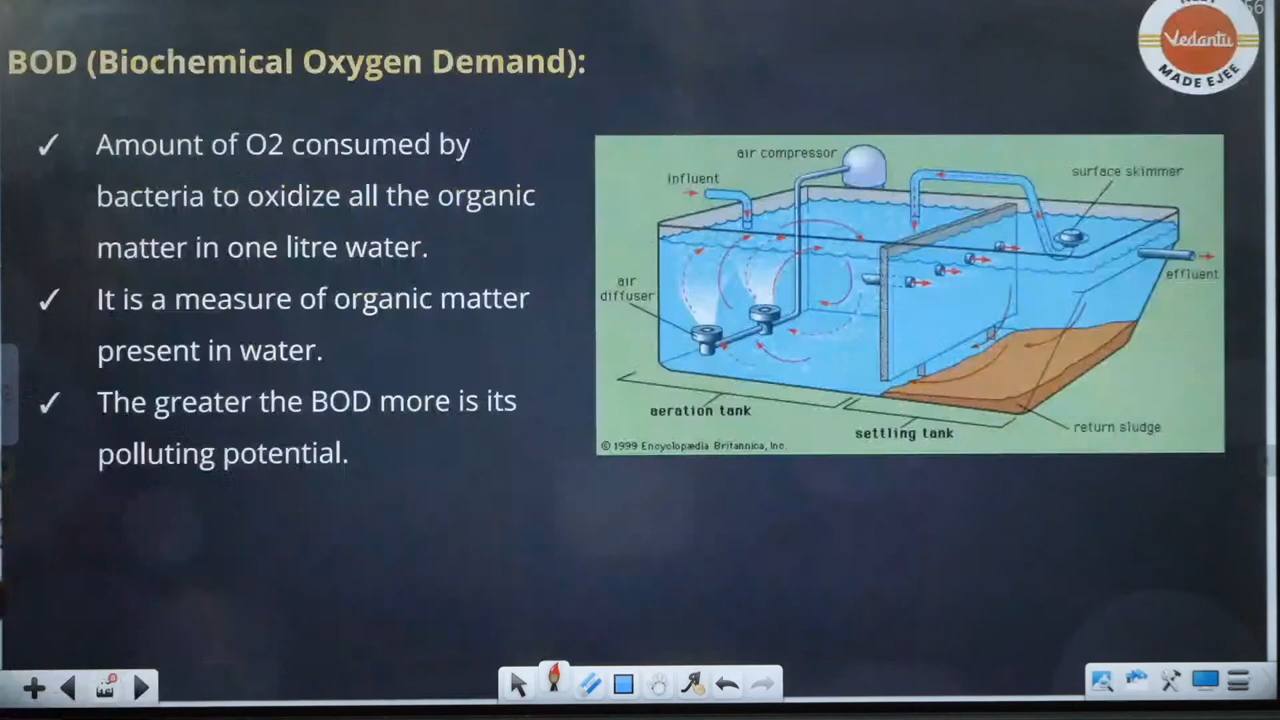 56
BOD (Biochemical Oxygen Demand):
Vedantu
MADE EJEE
✓ Amount of O2 consumed by
bacteria to oxidize all the organic
matter in one litre water.
✓ It is a measure of organic matter
present in water.
✓ The greater the BOD more is its
polluting potential.
air compressor
influent
surface skimmer
effluent
air
diffuser
aeration tank
settling tank
return sludge
© 1999 Encyclopædia Britannica, Inc.